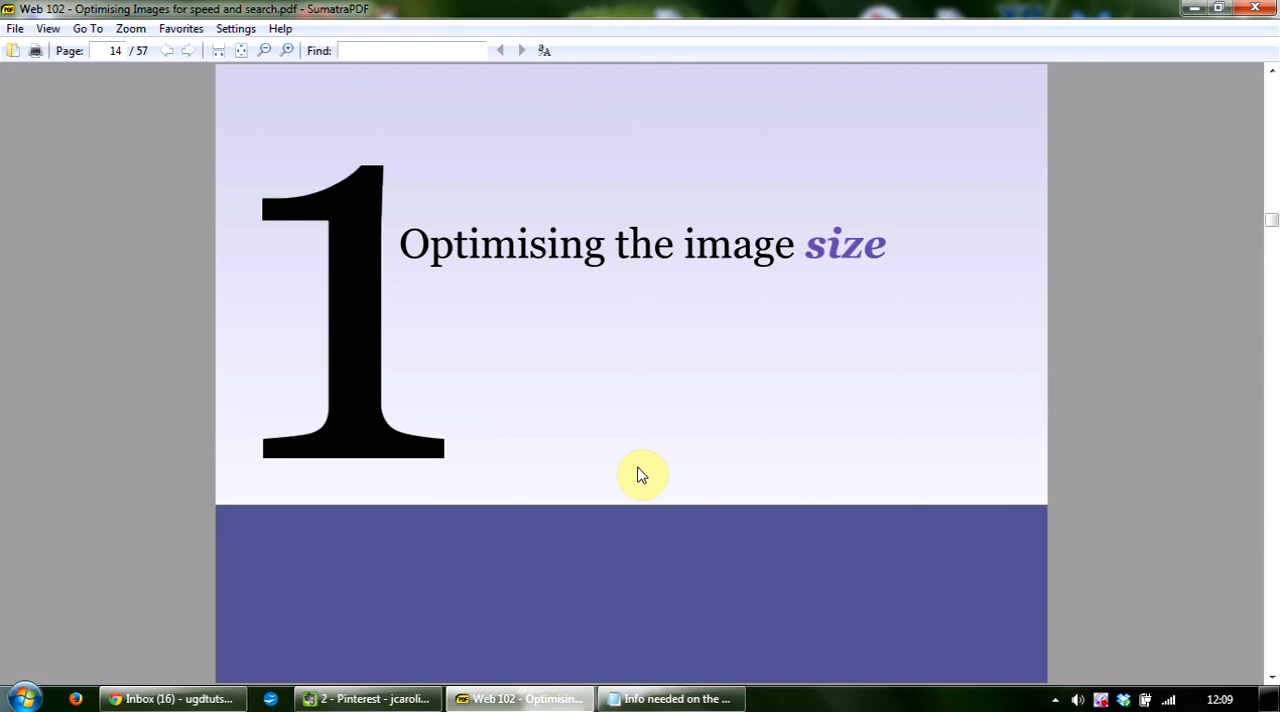 Web 102 - Optimising Images for speed and search.pdf - SumatraPDF
File View Go To Zoom Favorites Settings Help
Page: 14 / 57 Find:
1
Optimising the image size
Inbox (16) - ugdtuts... 2 - Pinterest - jcaroli... Web 102 - Optimisin... Info needed on the ... 12:09